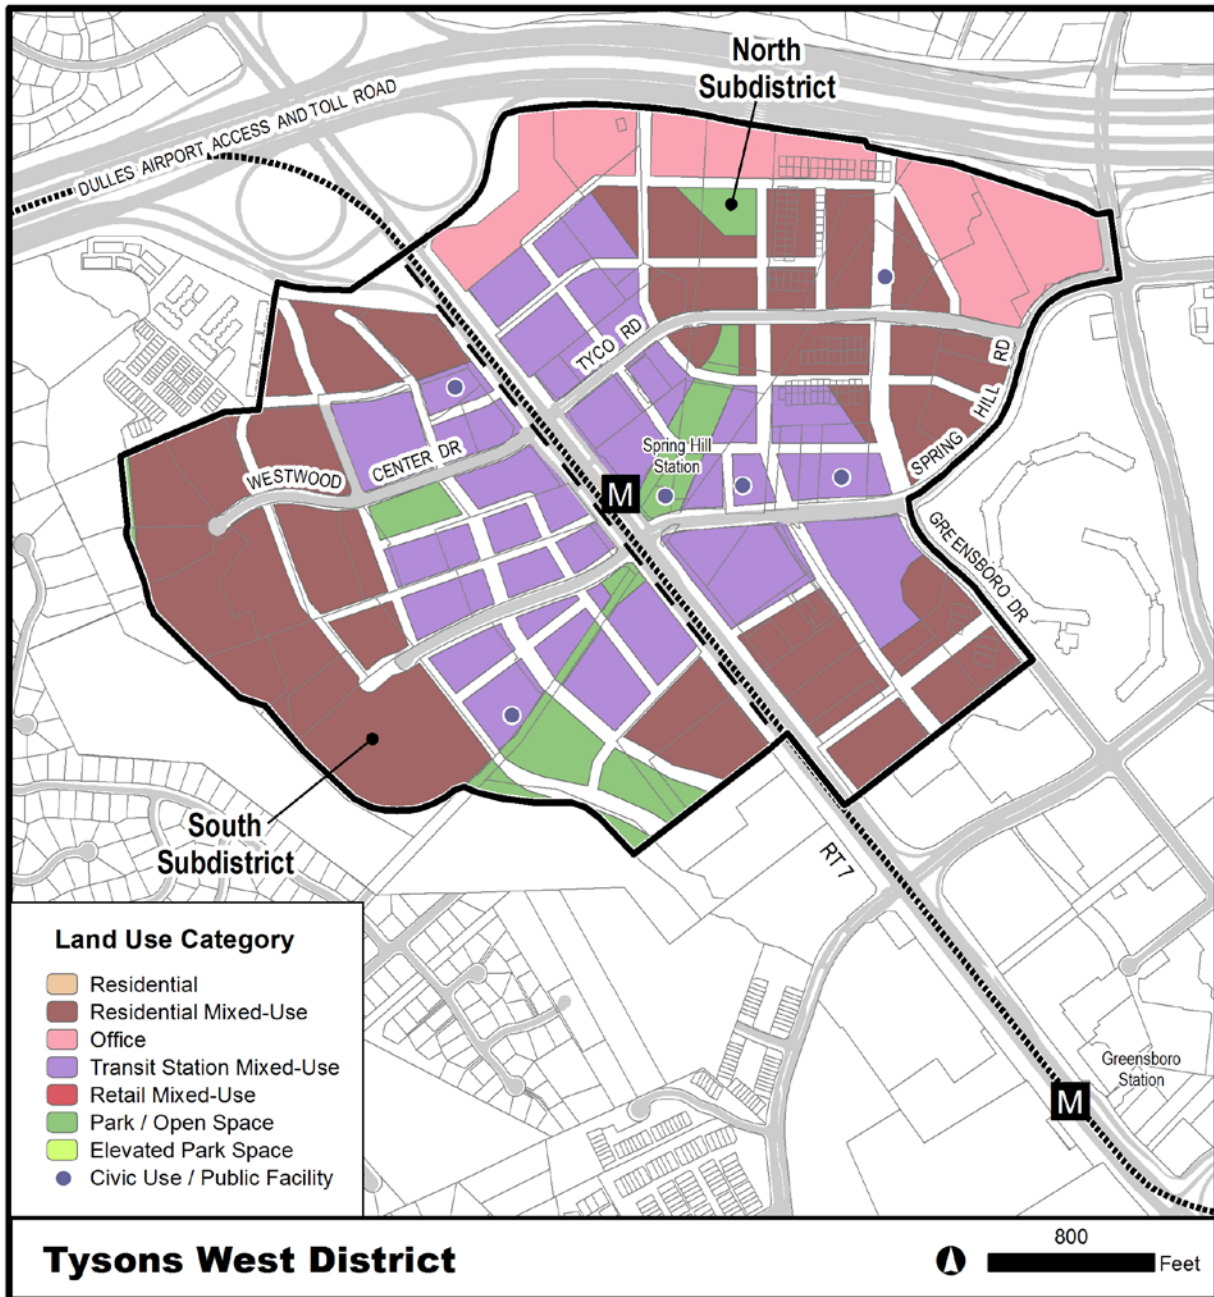 North
Subdistrict
DULLES AIRPORT ACCESS AND TOLL ROAD
TYCO RD
SPRING HILL RD
Spring Hill
Station
M
WESTWOOD CENTER DR
GREENSBORO DR
South
Subdistrict
RT 7
Greensboro
Station
M
Land Use Category
Residential
Residential Mixed-Use
Office
Transit Station Mixed-Use
Retail Mixed-Use
Park / Open Space
Elevated Park Space
Civic Use / Public Facility
Tysons West District
800
Feet